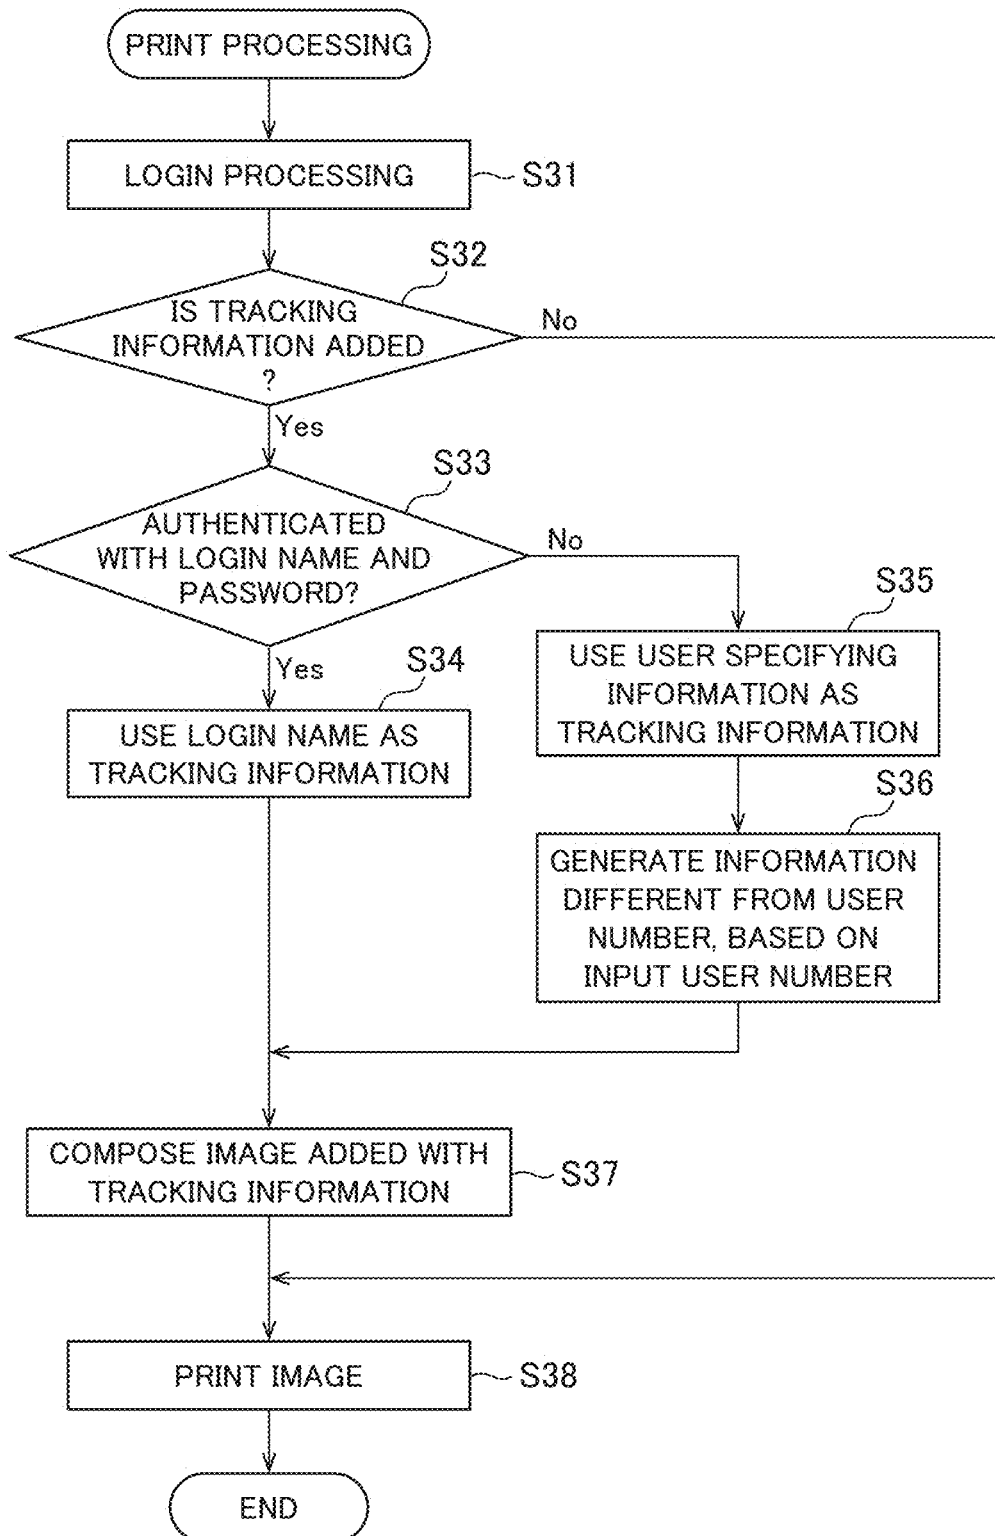 PRINT PROCESSING
LOGIN PROCESSING
S31
S32
IS TRACKING
INFORMATION ADDED
?
No
Yes
S33
AUTHENTICATED
WITH LOGIN NAME AND
PASSWORD?
No
Yes
S34
USE LOGIN NAME AS
TRACKING INFORMATION
S35
USE USER SPECIFYING
INFORMATION AS
TRACKING INFORMATION
S36
GENERATE INFORMATION
DIFFERENT FROM USER
NUMBER, BASED ON
INPUT USER NUMBER
COMPOSE IMAGE ADDED WITH
TRACKING INFORMATION
S37
PRINT IMAGE
S38
END